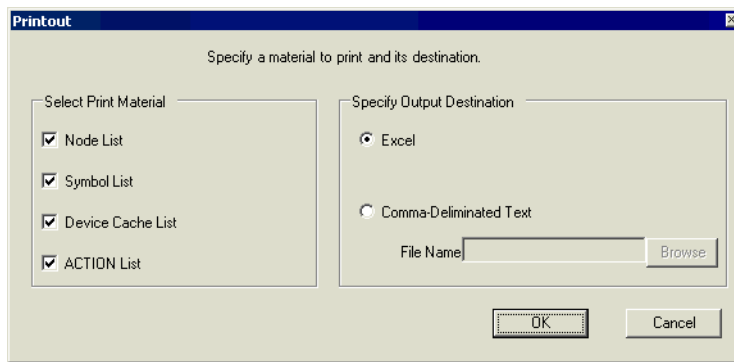 Printout
Specify a material to print and its destination.
Select Print Material
Node List
Symbol List
Device Cache List
ACTION List
Specify Output Destination
Excel
Comma-Deliminated Text
File Name
Browse
OK
Cancel